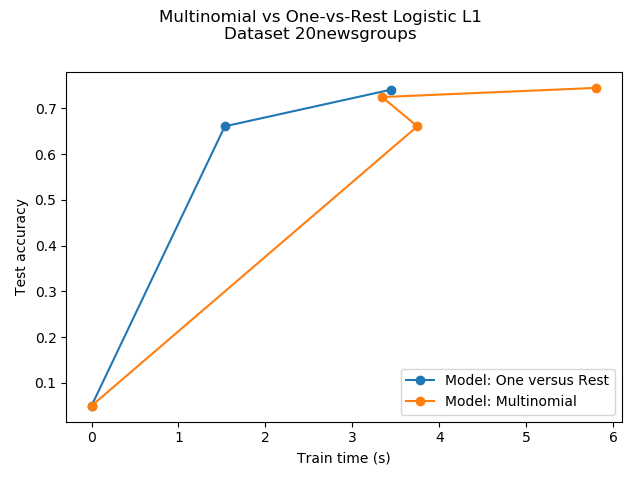 Multinomial vs One-vs-Rest Logistic L1
Dataset 20newsgroups
0.7
0.6
0.5
0.4
0.3
0.2
0.1
Test accuracy
0 1 2 3 4 5 6
Train time (s)
Model: One versus Rest
Model: Multinomial